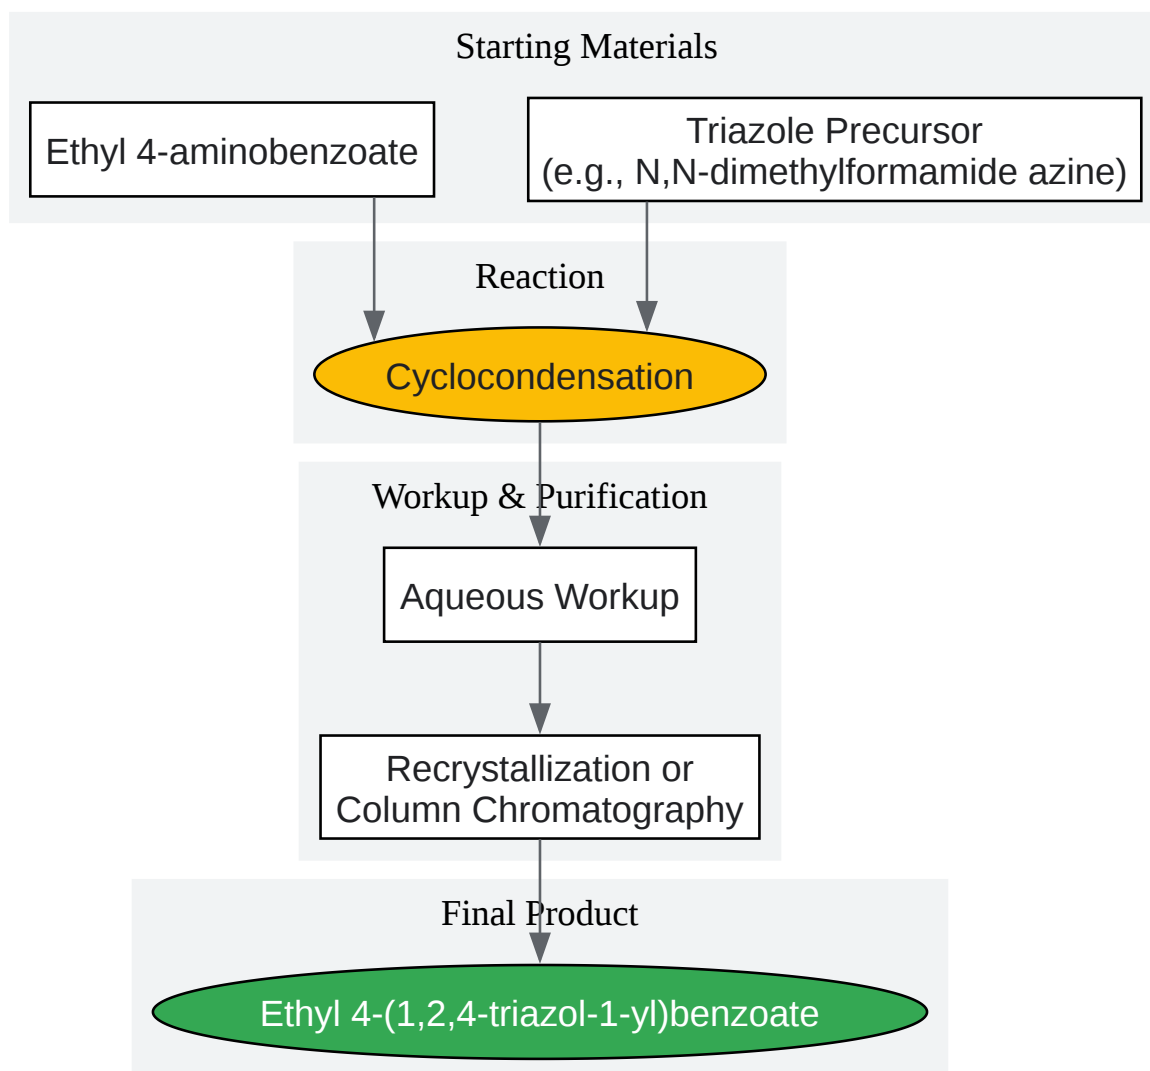 Starting Materials
Ethyl 4-aminobenzoate
Triazole Precursor
(e.g., N,N-dimethylformamide azine)
Reaction
Cyclocondensation
Workup & Purification
Aqueous Workup
Recrystallization or
Column Chromatography
Final Product
Ethyl 4-(1,2,4-triazol-1-yl)benzoate